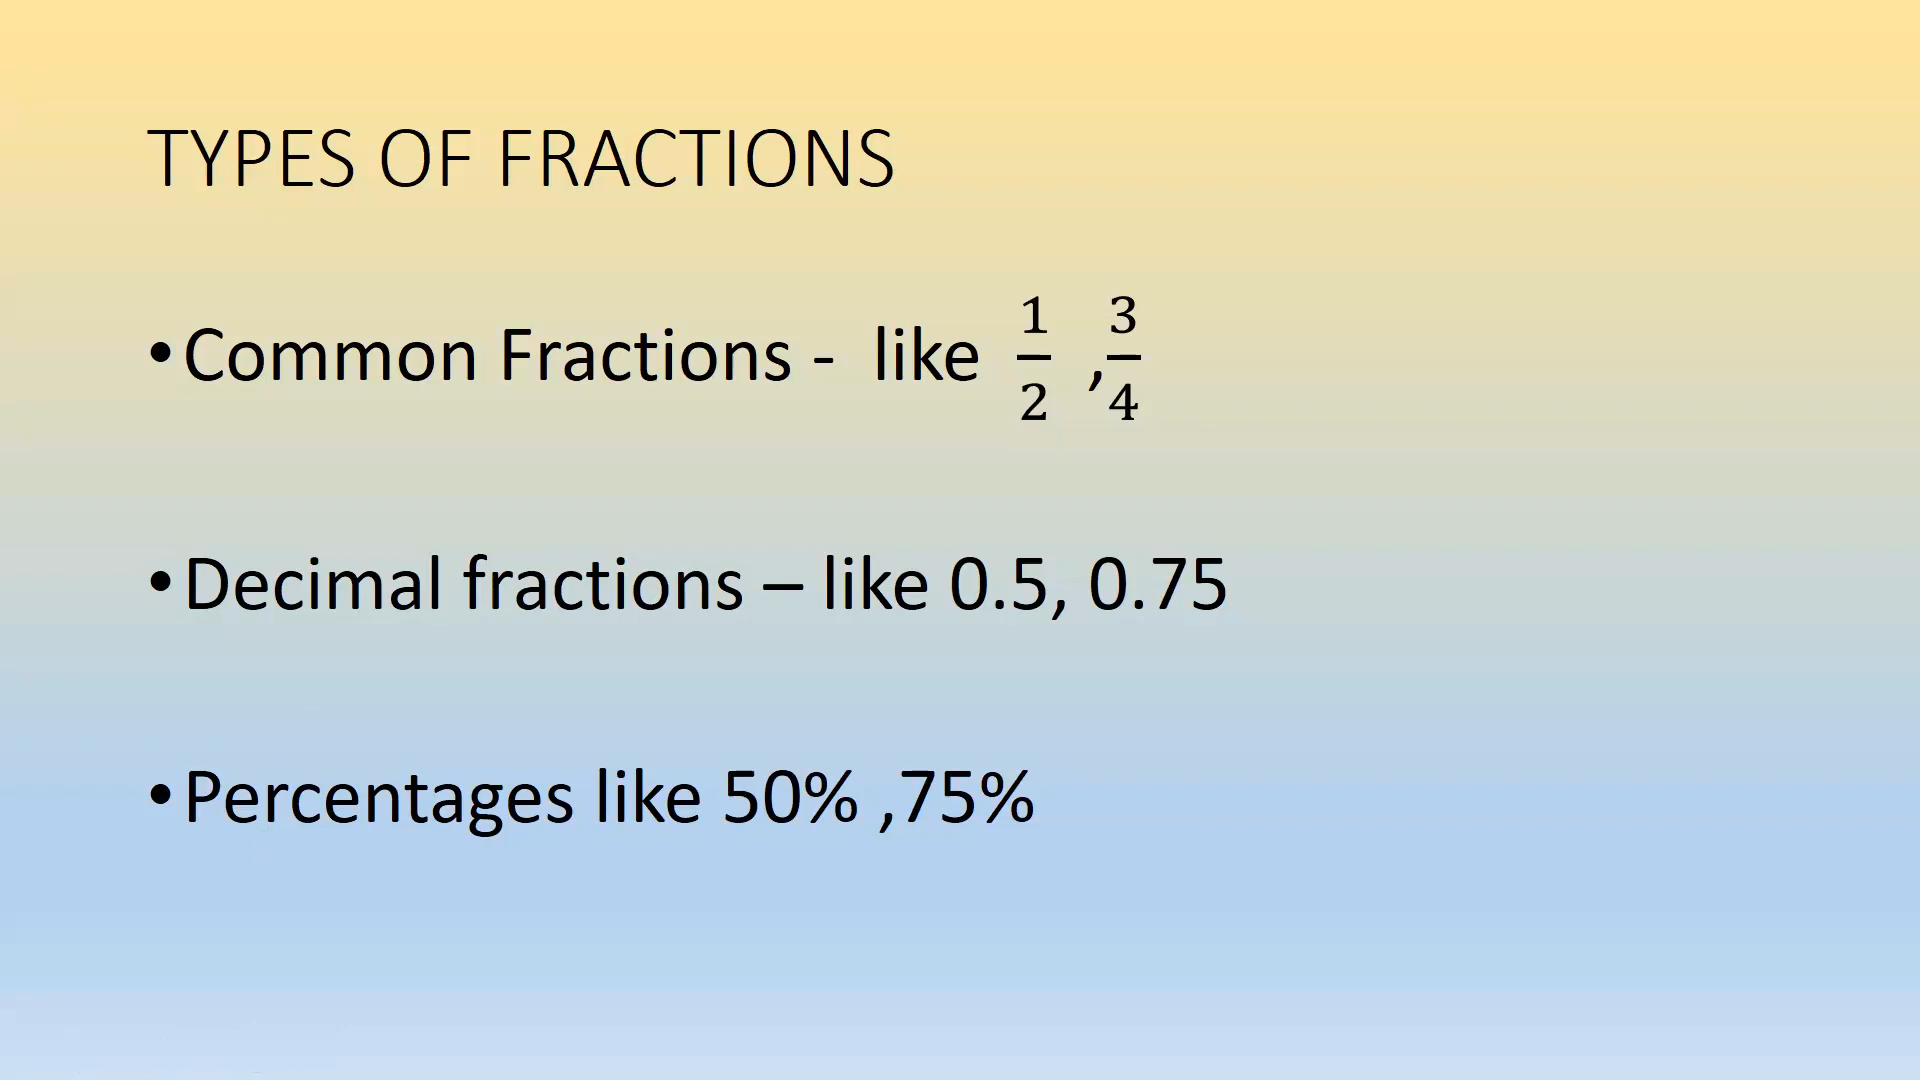 TYPES OF FRACTIONS
•Common Fractions - like 1/2 ,3/4
•Decimal fractions – like 0.5, 0.75
•Percentages like 50% ,75%